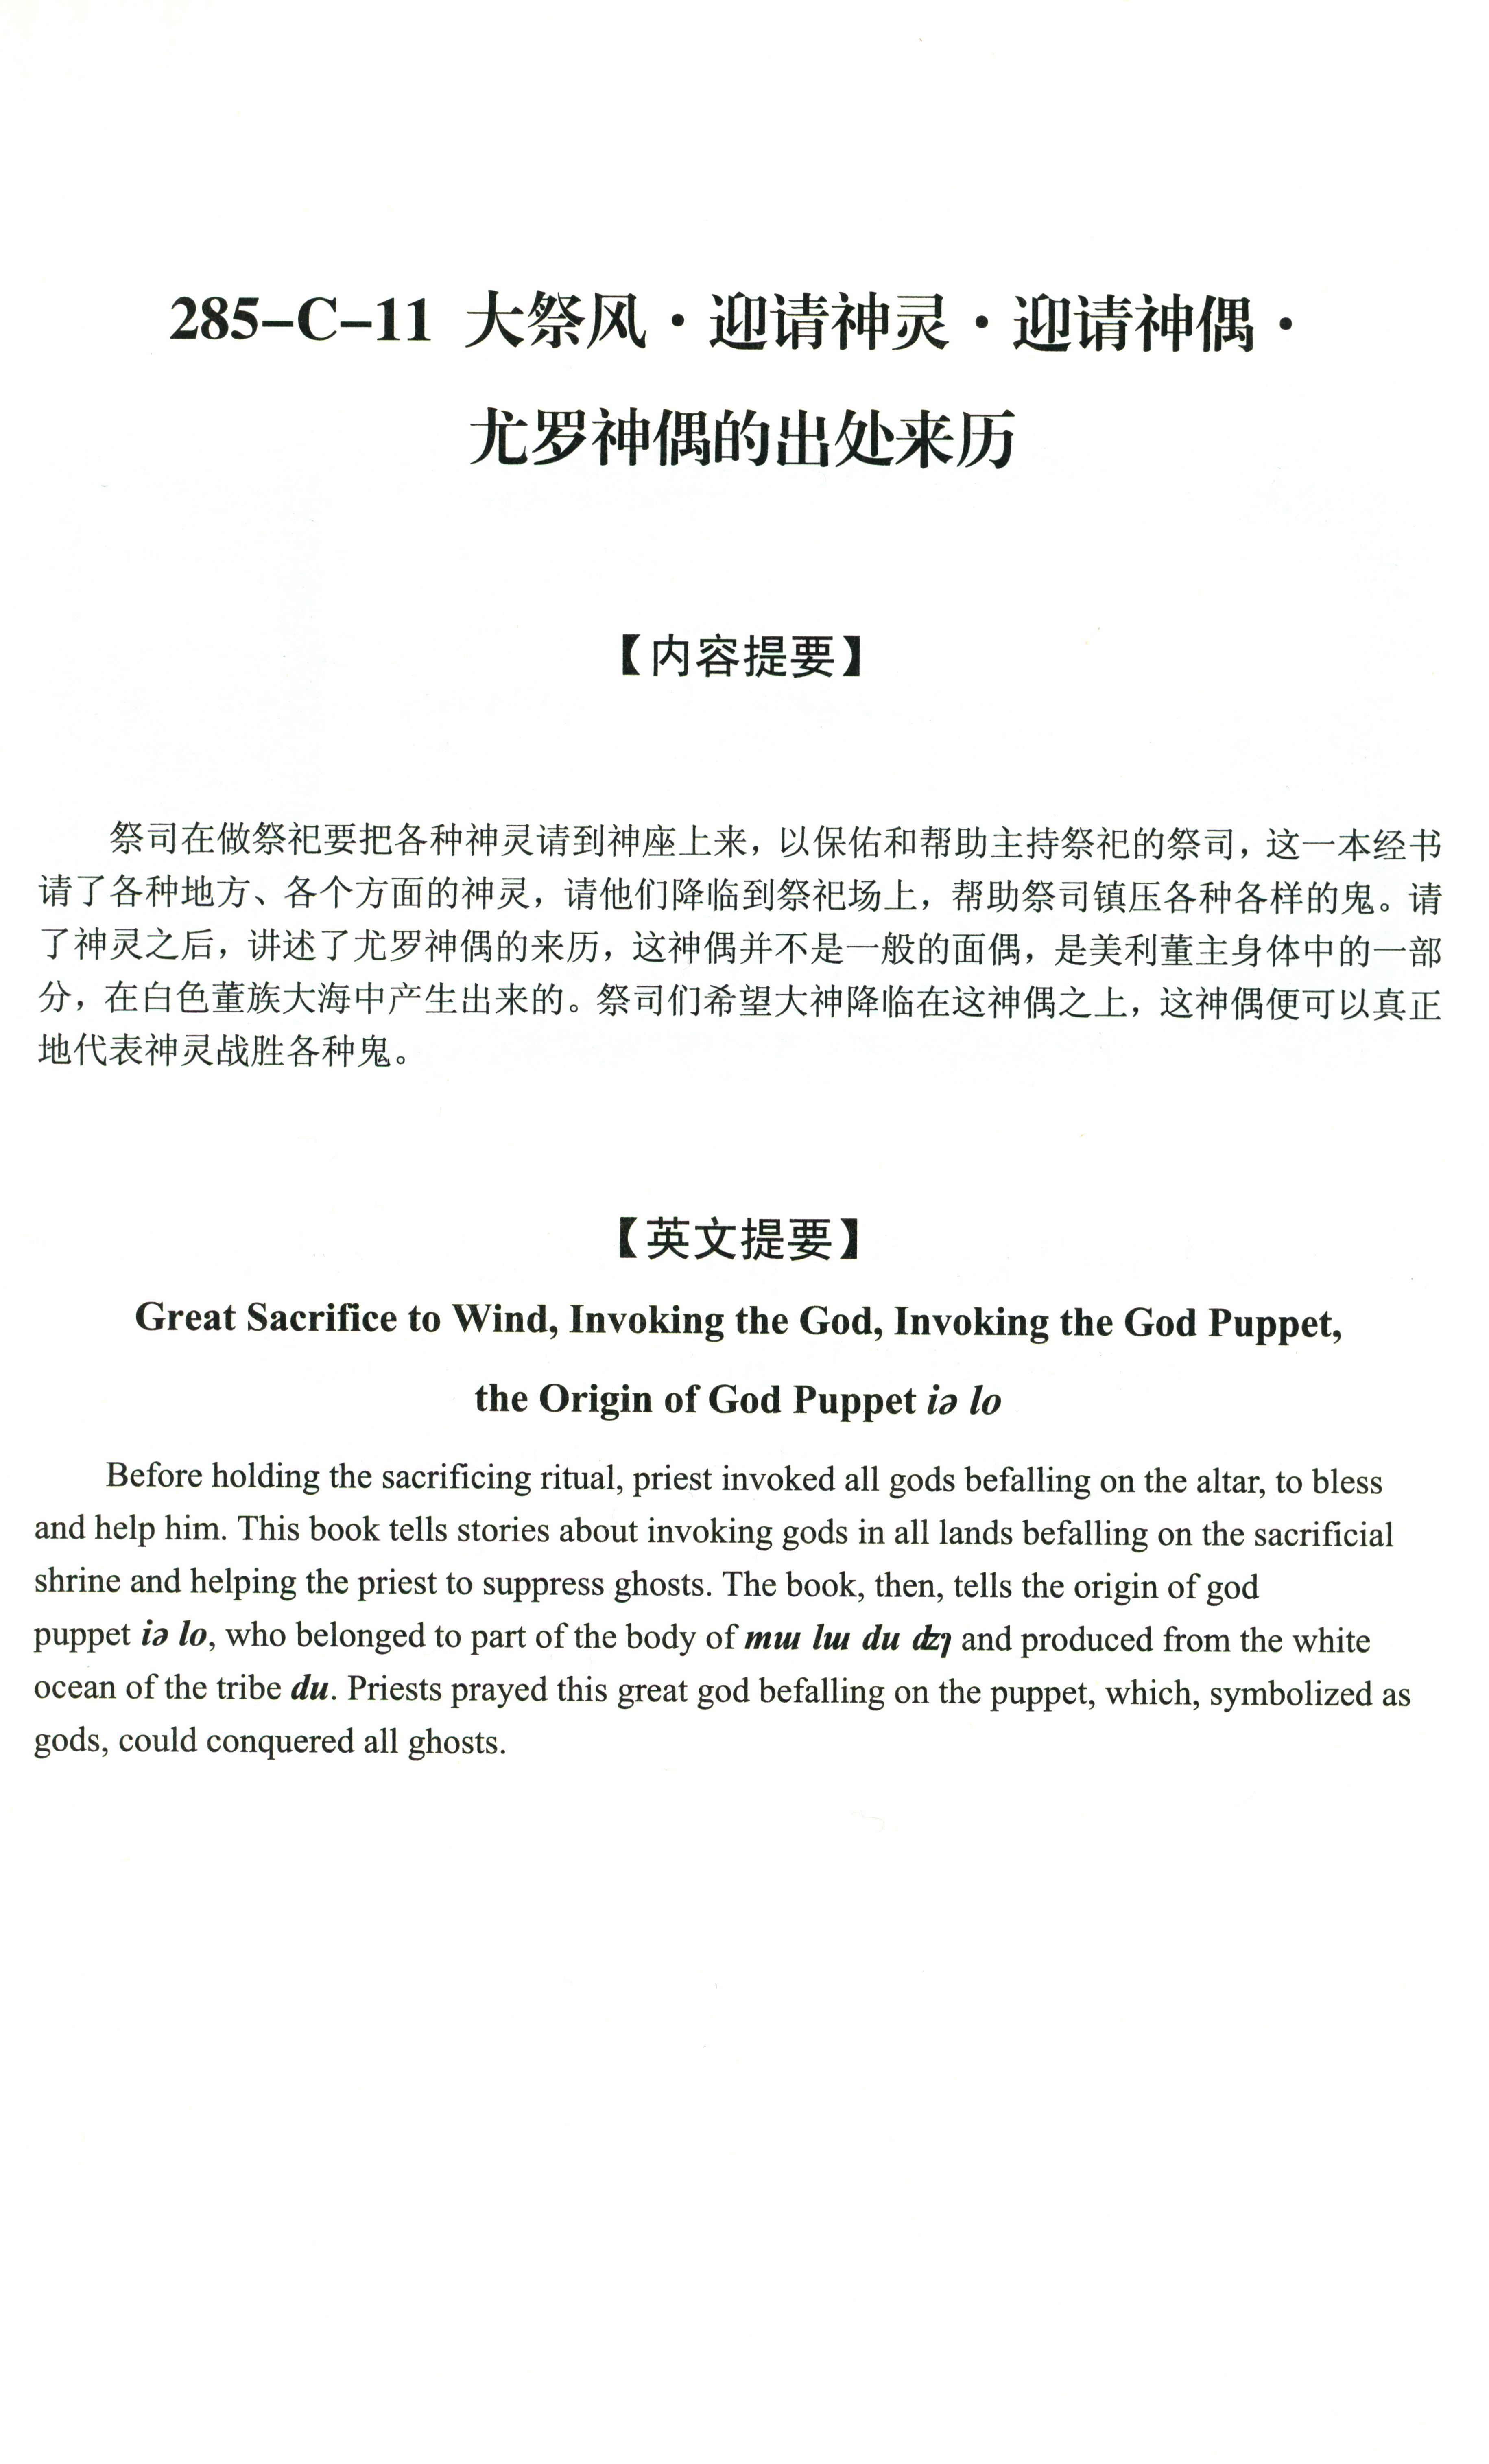 285-C-11 大祭风·迎请神灵·迎请神偶·
尤罗神偶的出处来历
【内容提要】
祭司在做祭祀要把各种神灵请到神座上来，以保佑和帮助主持祭祀的祭司，这一本经书
请了各种地方、各个方面的神灵，请他们降临到祭祀场上，帮助祭司镇压各种各样的鬼。请
了神灵之后，讲述了尤罗神偶的来历，这神偶并不是一般的面偶，是美利董主身体中的一部
分，在白色董族大海中产生出来的。祭司们希望大神降临在这神偶之上，这神偶便可以真正
地代表神灵战胜各种鬼。
【英文提要】
Great Sacrifice to Wind, Invoking the God, Invoking the God Puppet,
the Origin of God Puppet iə lo
Before holding the sacrificing ritual, priest invoked all gods befalling on the altar, to bless
and help him. This book tells stories about invoking gods in all lands befalling on the sacrificial
shrine and helping the priest to suppress ghosts. The book, then, tells the origin of god
puppet iə lo, who belonged to part of the body of mɯ lɯ du ʥʅ and produced from the white
ocean of the tribe du. Priests prayed this great god befalling on the puppet, which, symbolized as
gods, could conquered all ghosts.